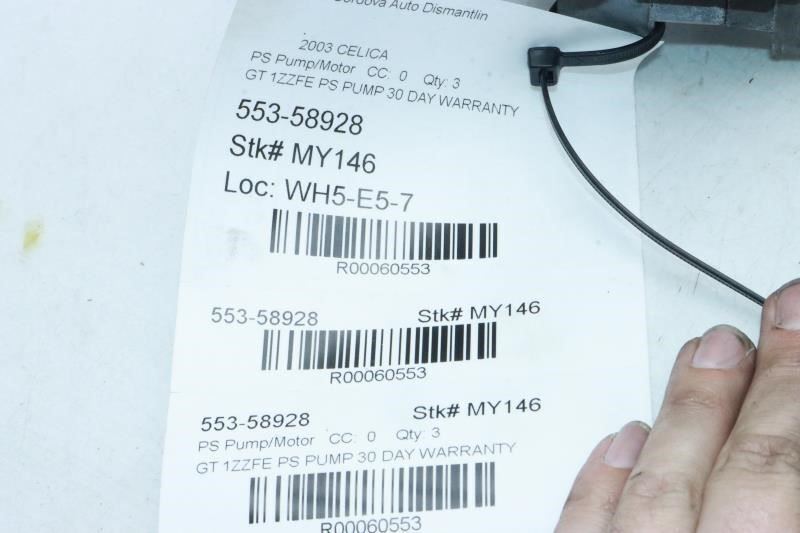 Cordova Auto Dismantlin
2003 CELICA
PS Pump/Motor CC: 0 Qty: 3
GT 1ZZFE PS PUMP 30 DAY WARRANTY
553-58928
Stk# MY146
Loc: WH5-E5-7
R00060553
553-58928 Stk# MY146
R00060553
553-58928 Stk# MY146
PS Pump/Motor CC: 0 Qty: 3
GT 1ZZFE PS PUMP 30 DAY WARRANTY
R00060553